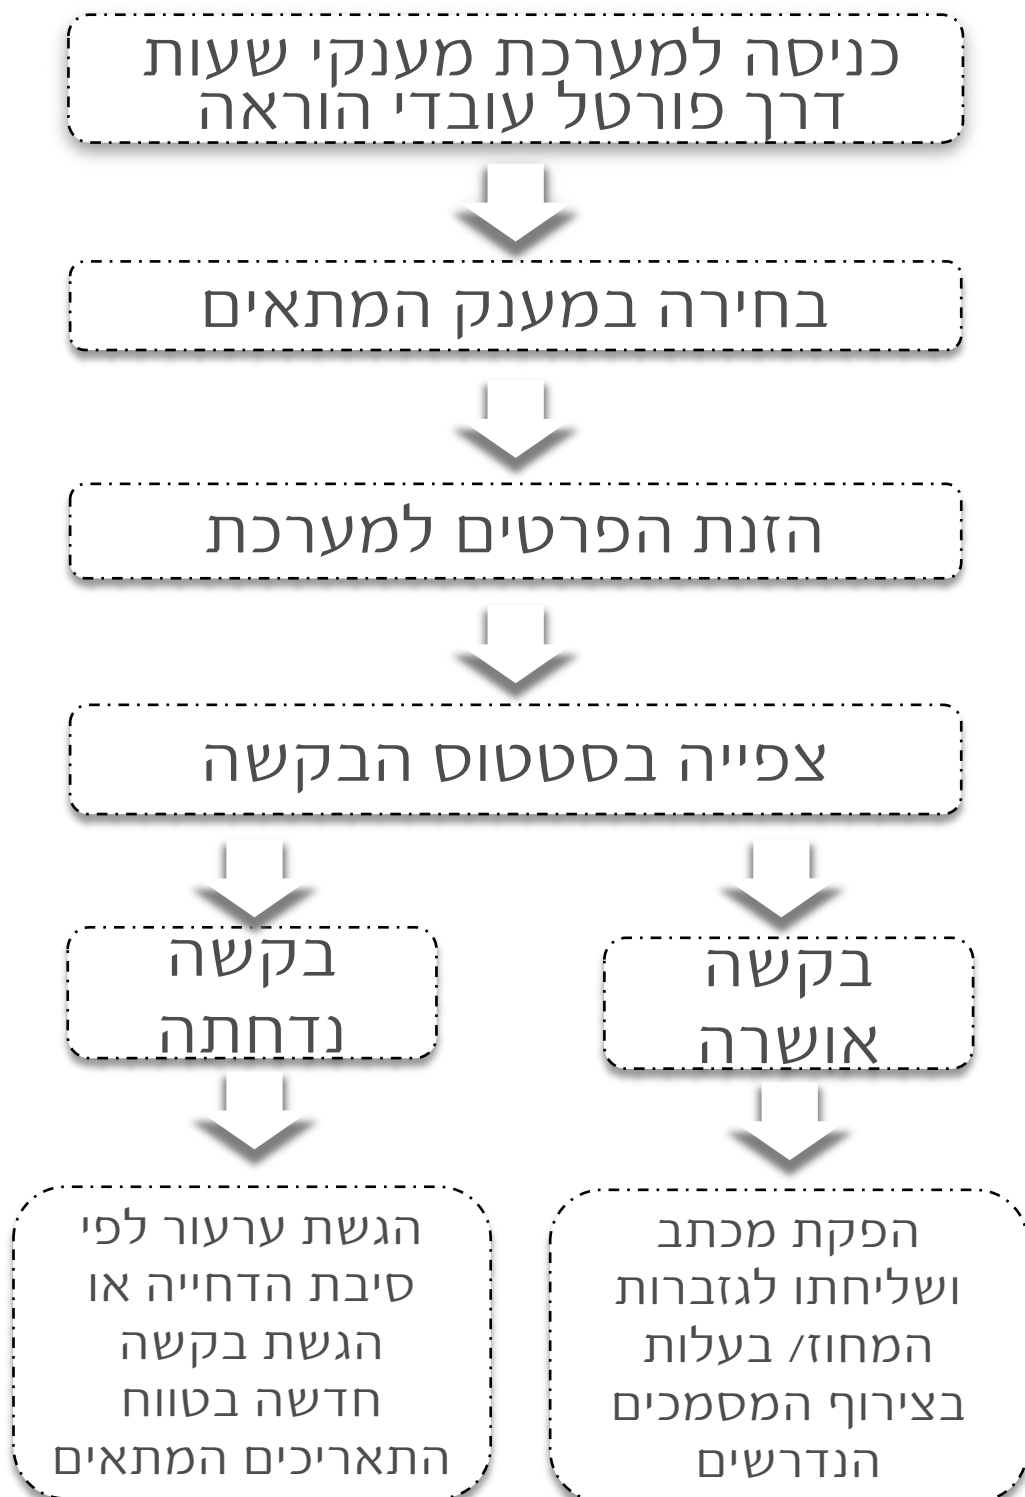 כניסה למערכת מענקי שעות
דרך פורטל עובדי הוראה
בחירה במענק המתאים
הזנת הפרטים למערכת
צפייה בסטטוס הבקשה
בקשה
אושרה
בקשה
נדחתה
הפקת מכתב
ושליחתו לגזברות
המחוז/ בעלות
בצירוף המסמכים
הנדרשים
הגשת ערעור לפי
סיבת הדחייה או
הגשת בקשה
חדשה בטווח
התאריכים המתאים